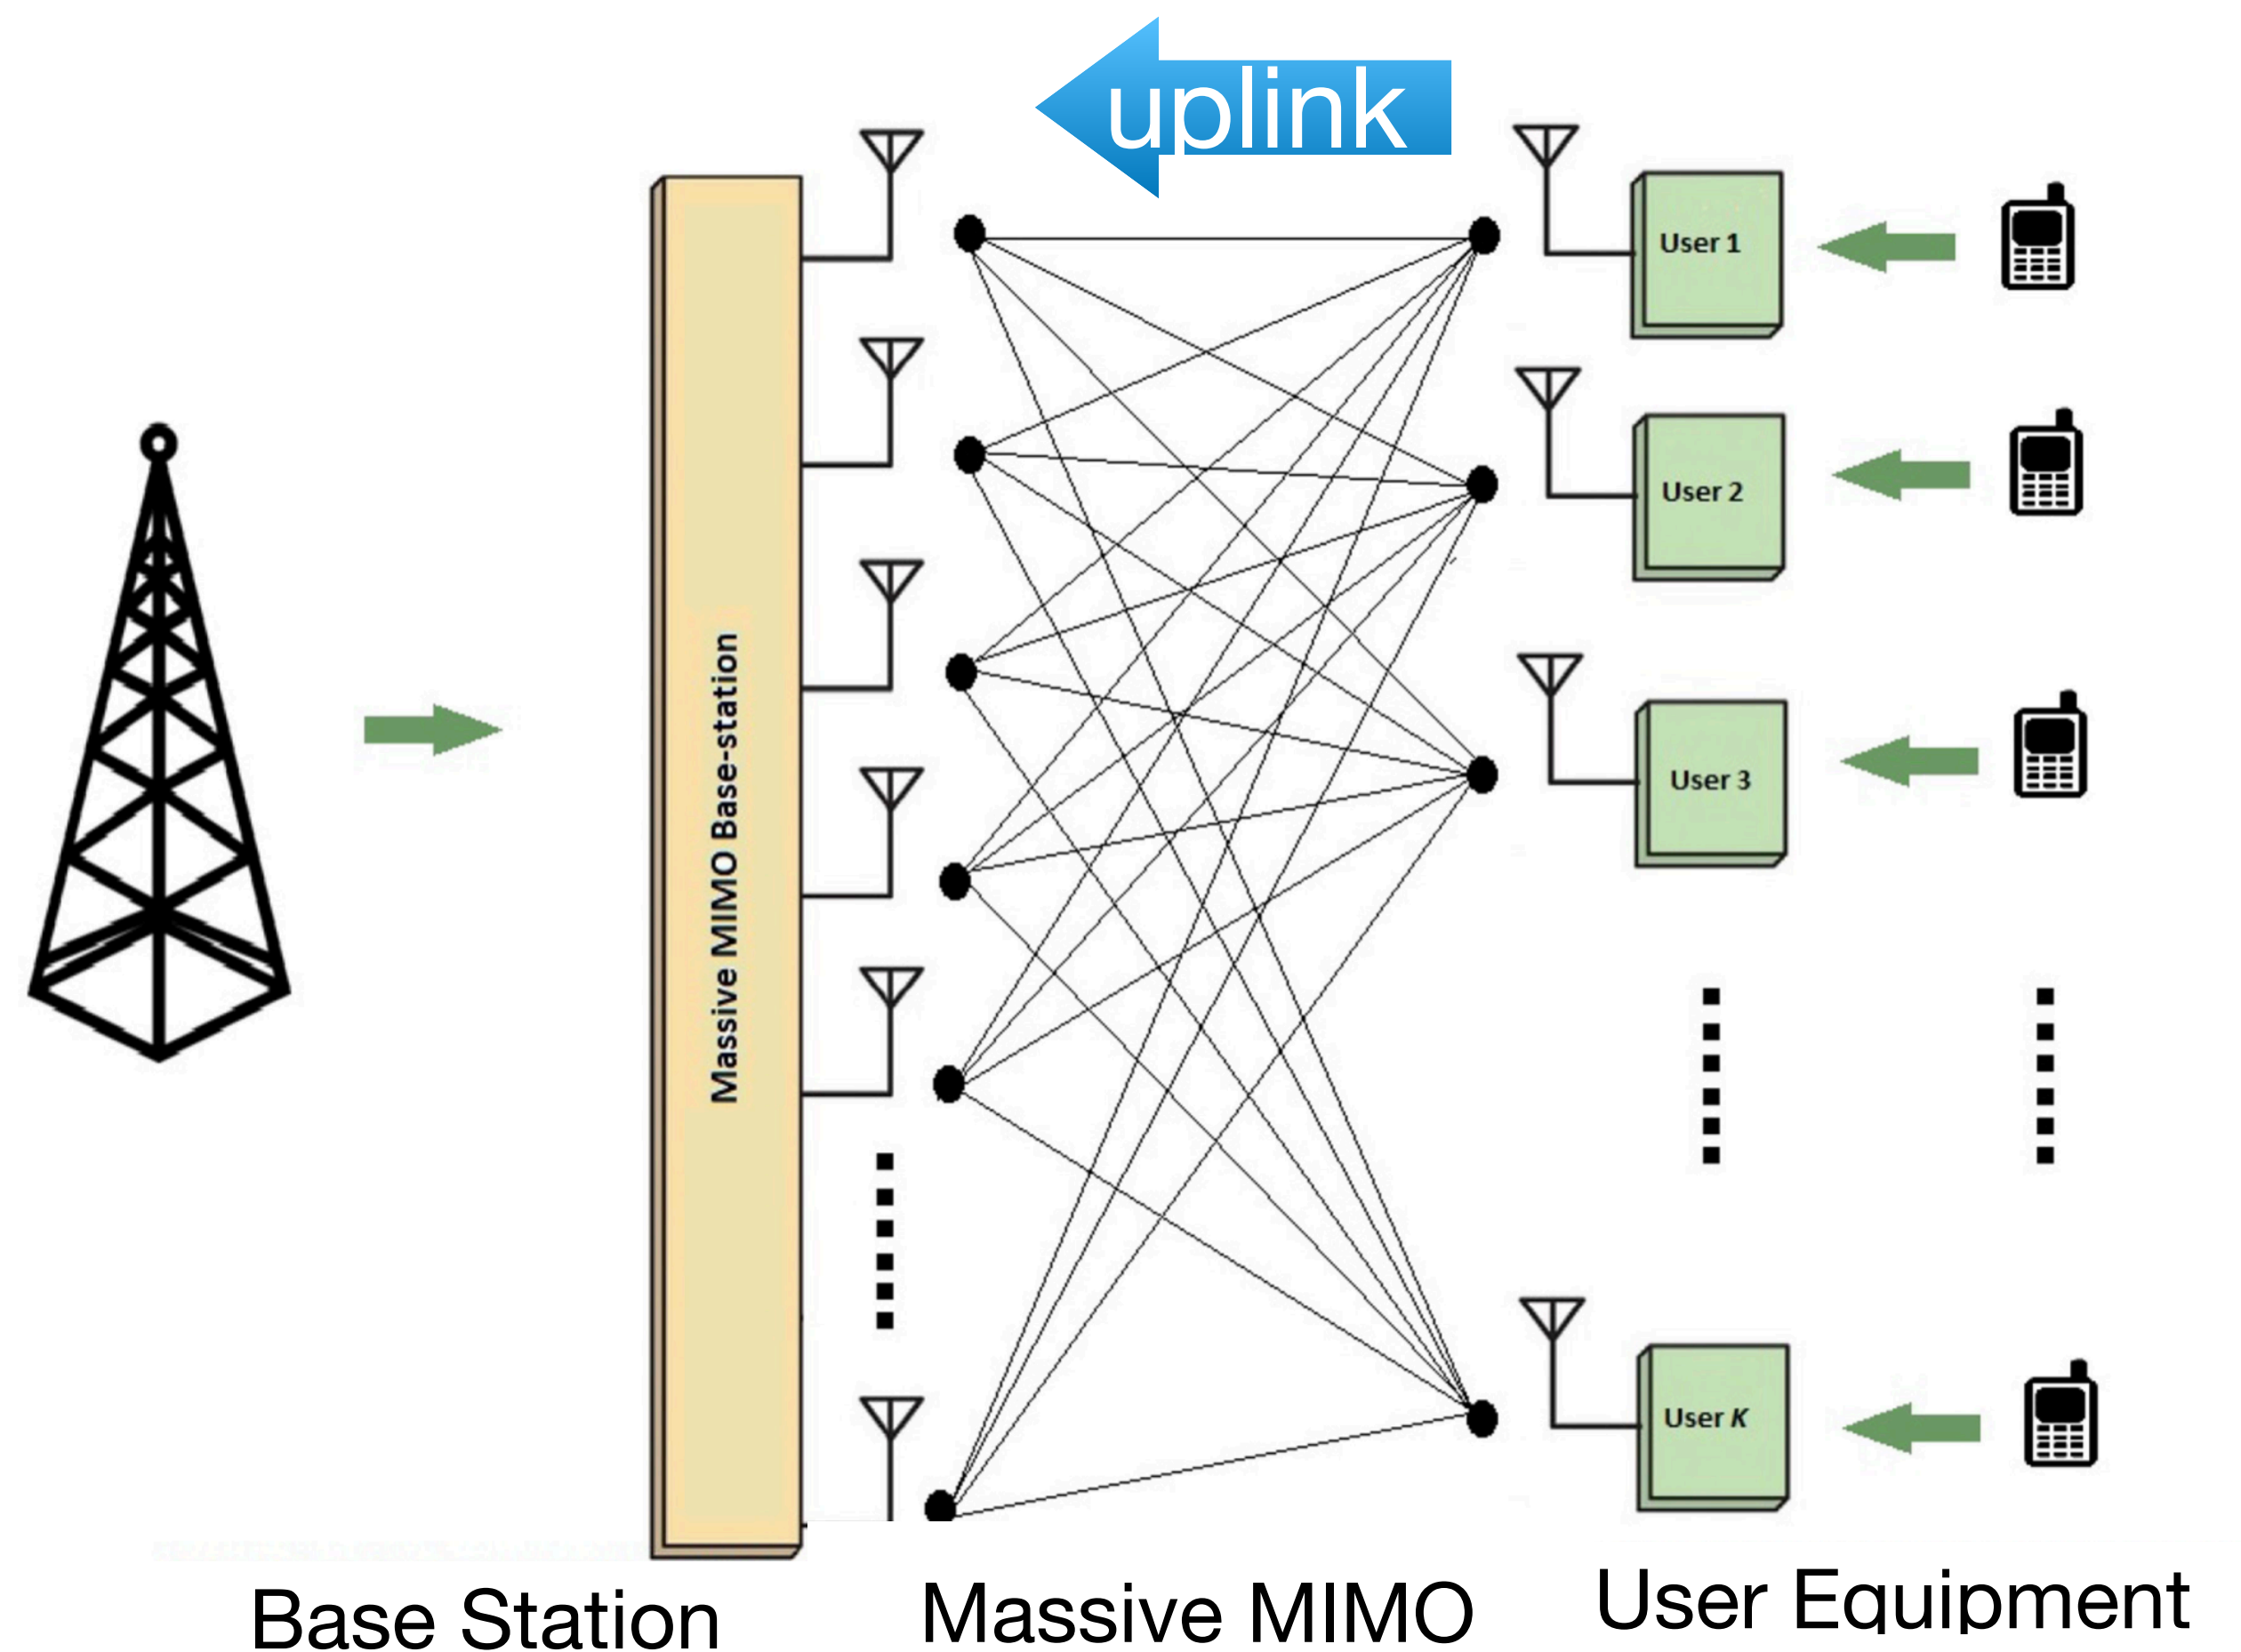 uplink
User 1
User 2
Massive MIMO Base-station
User 3
User K
Base Station
Massive MIMO
User Equipment